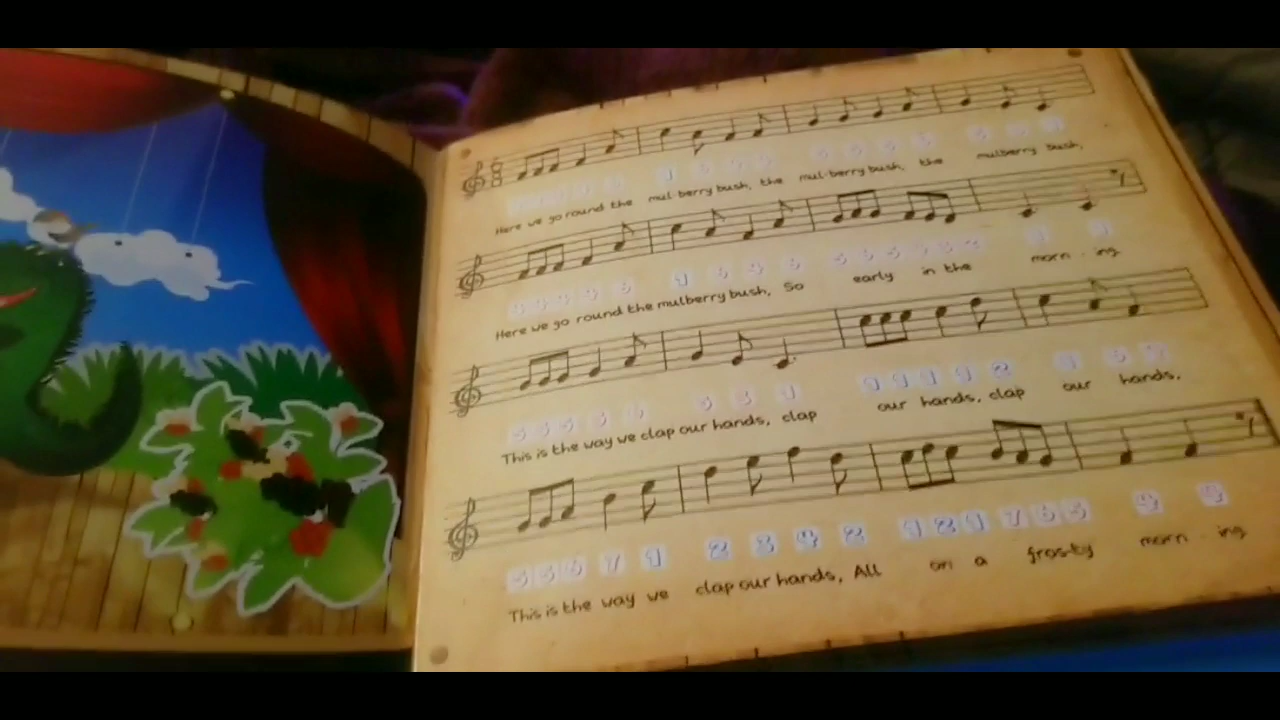 Here we go round the mul·berry bush, the mul·berry bush, the mulberry bush,
Here we go round the mulberry bush, So early in the morn·ing
This is the way we clap our hands, clap our hands, clap our hands,
This is the way we clap our hands, All on a fros-ty morn·ing